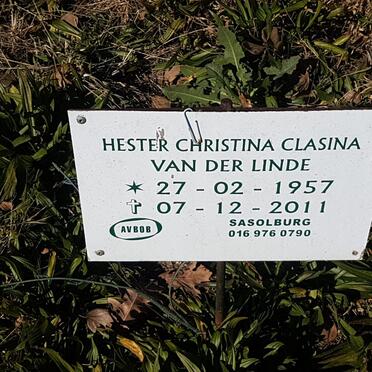 HESTER CHRISTINA CLASINA
VAN DER LINDE
✶ 27 - 02 - 1957
✝ 07 - 12 - 2011
AVBOB
SASOLBURG
016 976 0790